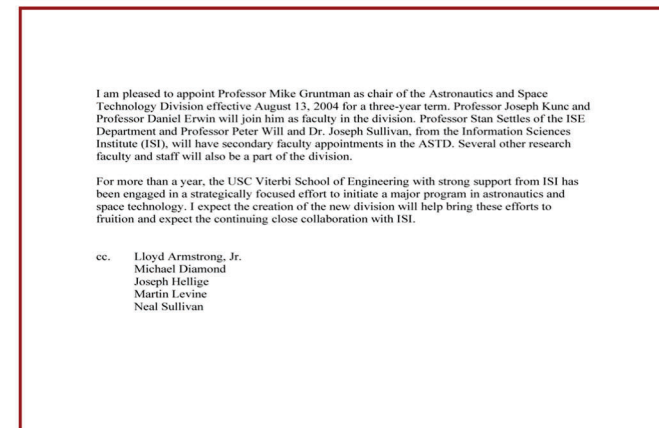 I am pleased to appoint Professor Mike Gruntman as chair of the Astronautics and Space
Technology Division effective August 13, 2004 for a three-year term. Professor Joseph Kunc and
Professor Daniel Erwin will join him as faculty in the division. Professor Stan Settles of the ISE
Department and Professor Peter Will and Dr. Joseph Sullivan, from the Information Sciences
Institute (ISI), will have secondary faculty appointments in the ASTD. Several other research
faculty and staff will also be a part of the division.
For more than a year, the USC Viterbi School of Engineering with strong support from ISI has
been engaged in a strategically focused effort to initiate a major program in astronautics and
space technology. I expect the creation of the new division will help bring these efforts to
fruition and expect the continuing close collaboration with ISI.
cc. Lloyd Armstrong, Jr.
Michael Diamond
Joseph Hellige
Martin Levine
Neal Sullivan